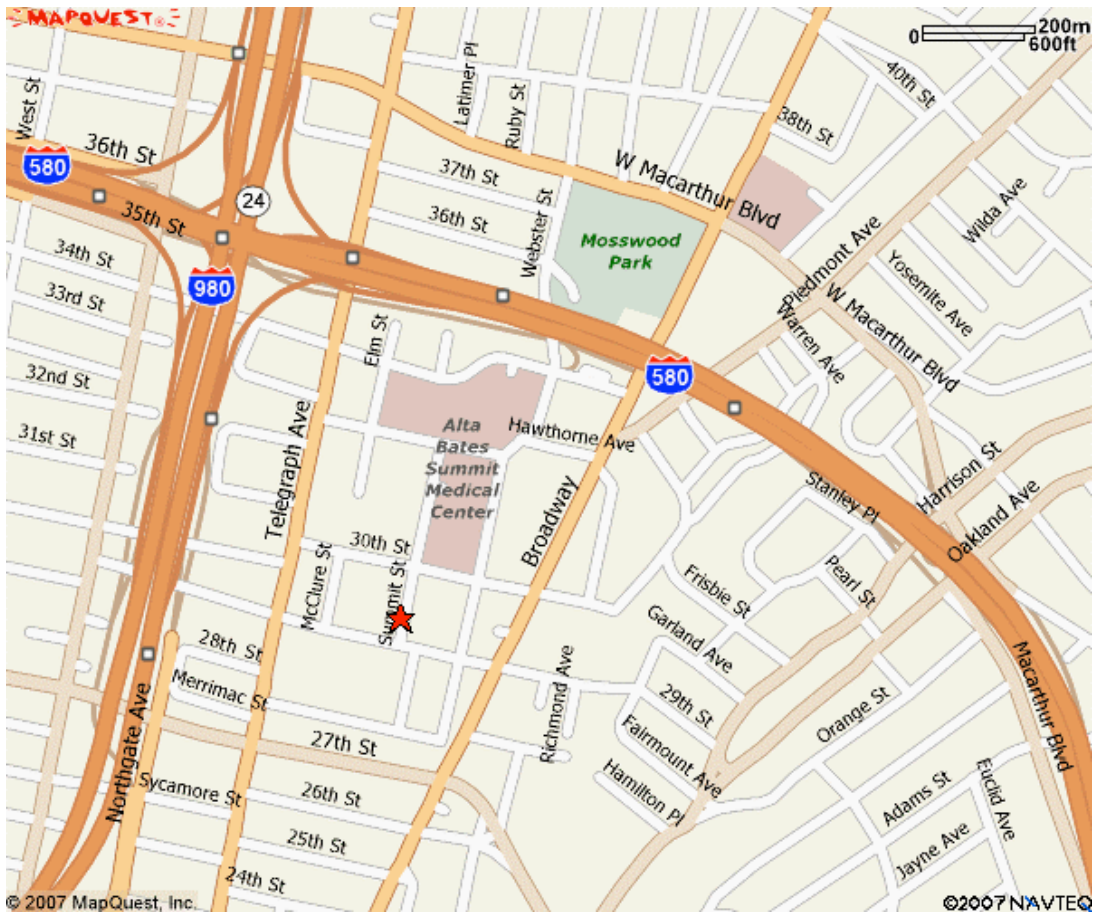 MAPQUEST
200m
0
600ft
West St
36th St
580
35th St
24
980
34th St
33rd St
32nd St
31st St
Latimer Pl
Ruby St
37th St
36th St
Webster St
W Macarthur Blvd
Mosswood
Park
40th St
38th St
Piedmont Ave
Wilda Ave
Yosemite Ave
W Macarthur Blvd
Warren Ave
580
Elm St
Telegraph Ave
Alta
Bates
Summit
Medical
Center
Hawthorne Ave
Broadway
Stanley Pl
Harrison St
Oakland Ave
30th St
McClure St
Summit St
Frisbie St
Pearl St
Garland Ave
28th St
Merrimac St
27th St
Richmond Ave
29th St
Fairmount Ave
Hamilton Pl
Orange St
Macarthur Blvd
Northgate Ave
Sycamore St
26th St
25th St
24th St
Adams St
Euclid Ave
Jayne Ave
© 2007 MapQuest, Inc.
©2007 NAVTEQ